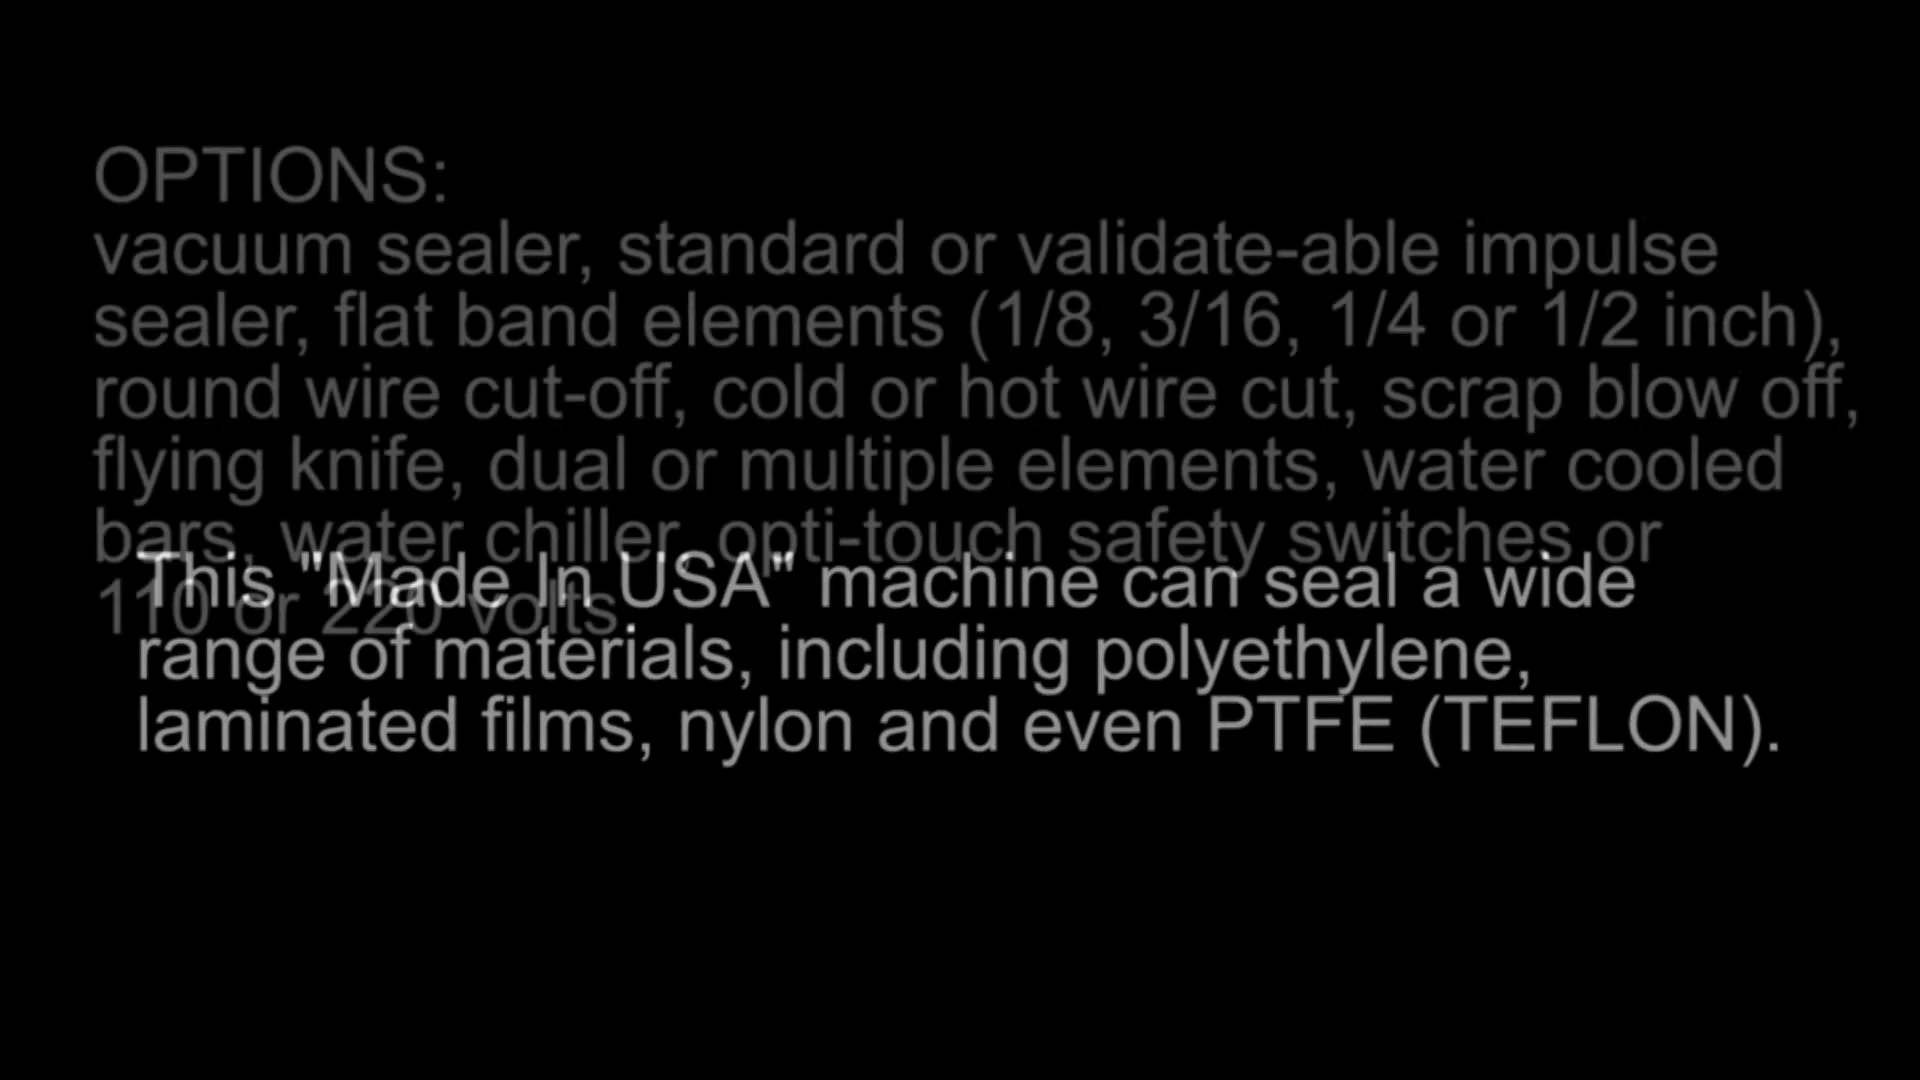 OPTIONS:
vacuum sealer, standard or validate-able impulse
sealer, flat band elements (1/8, 3/16, 1/4 or 1/2 inch),
round wire cut-off, cold or hot wire cut, scrap blow off,
flying knife, dual or multiple elements, water cooled
bars, water chiller, opti-touch safety switches or
110 or 220 volts
This "Made In USA" machine can seal a wide
range of materials, including polyethylene,
laminated films, nylon and even PTFE (TEFLON).